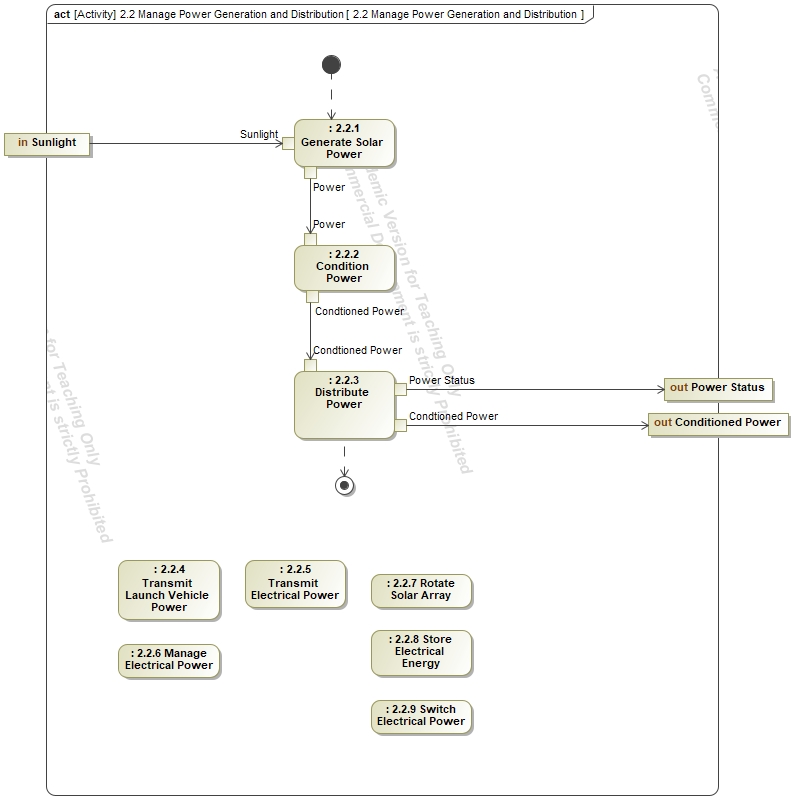 act [Activity] 2.2 Manage Power Generation and Distribution [ 2.2 Manage Power Generation and Distribution ]
in Sunlight
Sunlight
: 2.2.1
Generate Solar
Power
Power
Power
: 2.2.2
Condition
Power
Condtioned Power
Condtioned Power
: 2.2.3
Distribute
Power
Power Status
out Power Status
Condtioned Power
out Conditioned Power
: 2.2.4
Transmit
Launch Vehicle
Power
: 2.2.5
Transmit
Electrical Power
: 2.2.7 Rotate
Solar Array
: 2.2.6 Manage
Electrical Power
: 2.2.8 Store
Electrical
Energy
: 2.2.9 Switch
Electrical Power
Version for Teaching Only
is strictly Prohibited
for Teaching Only
is strictly Prohibited